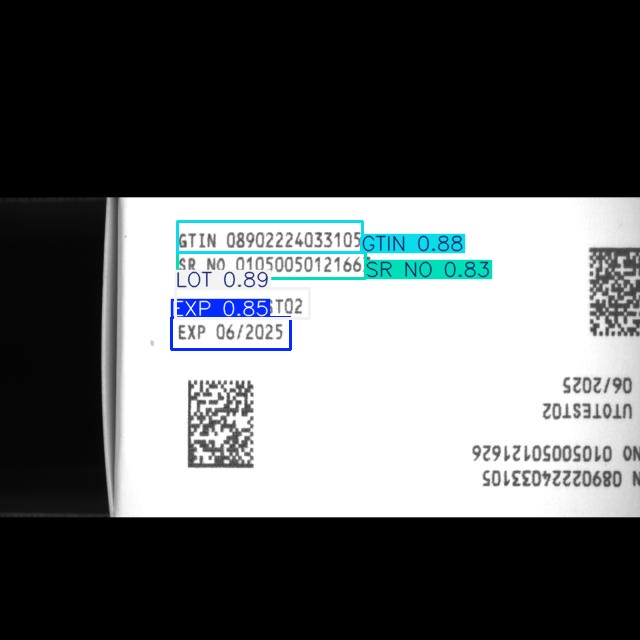 GTIN 08902224033105
GTIN 0.88
SR NO 0105005012166
SR NO 0.83
LOT 0.89
EXP 0.85
EXP 06/2025
06/2025
UTOTEST02
NO 01050050121626
N 08902224033105